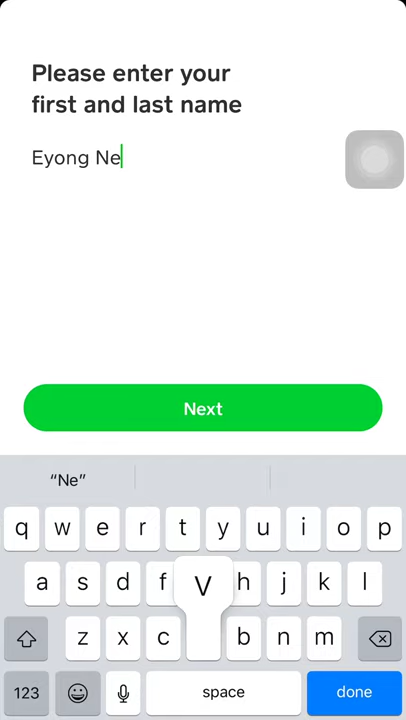 Please enter your
first and last name
Eyong Ne
Next
“Ne”
q w e r t y u i o p
a s d f V h j k l
z x c b n m
123 space done